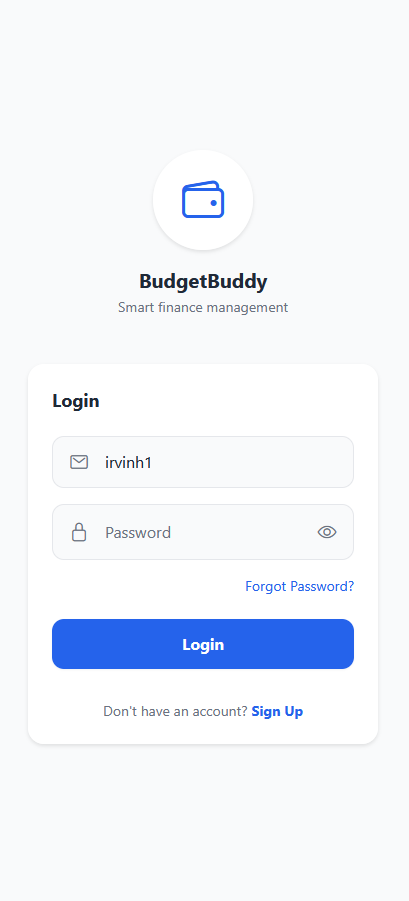 BudgetBuddy
Smart finance management
Login
irvinh1
Password
Forgot Password?
Login
Don't have an account? Sign Up